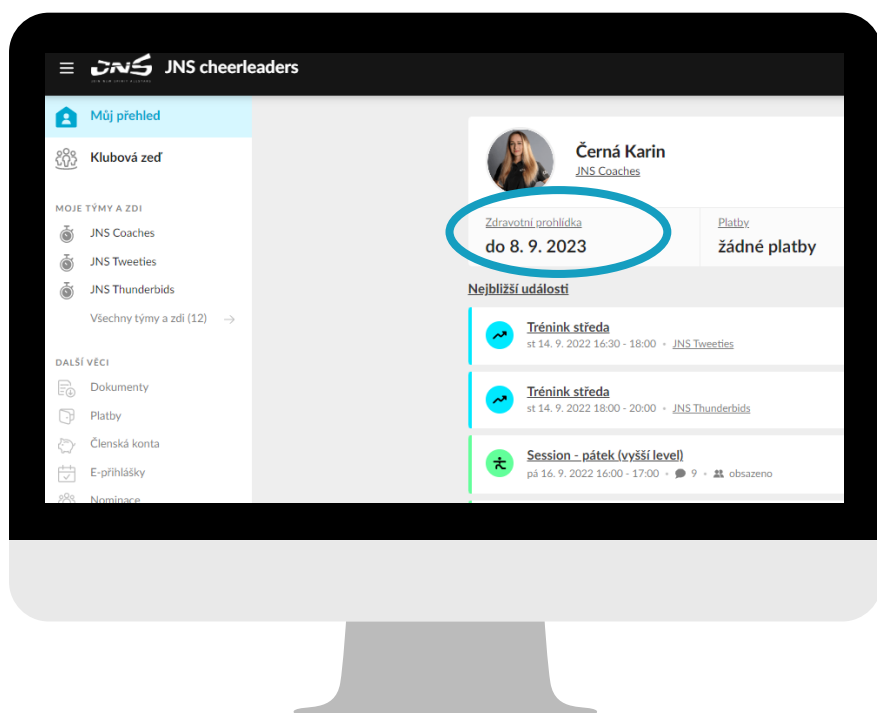 JNS JNS cheerleaders
Můj přehled
Klubová zeď
MOJE TÝMY A ZDI
JNS Coaches
JNS Tweeties
JNS Thunderbids
Všechny týmy a zdi (12) →
DALŠÍ VĚCI
Dokumenty
Platby
Členská konta
E-přihlášky
Nominace
Černá Karin
JNS Coaches
Zdravotní prohlídka
do 8. 9. 2023
Platby
žádné platby
Nejbližší události
Trénink středa
st 14. 9. 2022 16:30 - 18:00 • JNS Tweeties
Trénink středa
st 14. 9. 2022 18:00 - 20:00 • JNS Thunderbids
Session - pátek (vyšší level)
pá 16. 9. 2022 16:00 - 17:00 • 9 • obsazeno